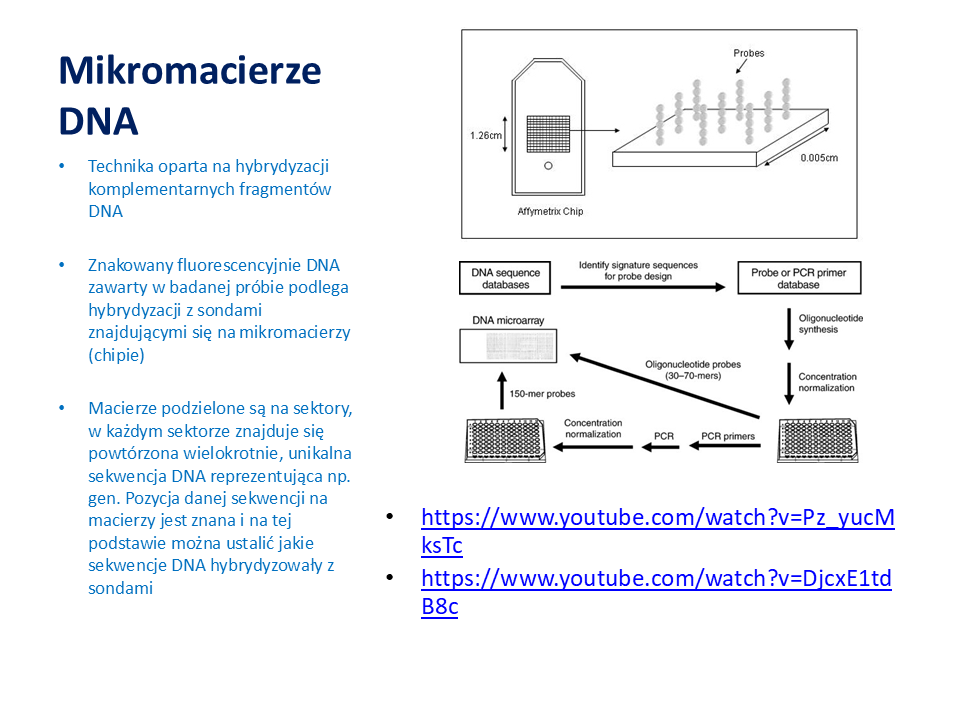 Mikromacierze
DNA
• Technika oparta na hybrydyzacji
komplementarnych fragmentów
DNA
• Znakowany fluorescencyjnie DNA
zawarty w badanej próbie podlega
hybrydyzacji z sondami
znajdującymi się na mikromacierzy
(chipie)
• Macierze podzielone są na sektory,
w każdym sektorze znajduje się
powtórzona wielokrotnie, unikalna
sekwencja DNA reprezentująca np.
gen. Pozycja danej sekwencji na
macierzy jest znana i na tej
podstawie można ustalić jakie
sekwencje DNA hybrydyzowały z
sondami
Probes
1.26cm
0.005cm
Affymetrix Chip
DNA sequence
databases
Identify signature sequences
for probe design
Probe or PCR primer
database
Oligonucleotide
synthesis
DNA microarray
Oligonucleotide probes
(30–70-mers)
Concentration
normalization
150-mer probes
Concentration
normalization
PCR
PCR primers
• https://www.youtube.com/watch?v=Pz_yucM
ksTc
• https://www.youtube.com/watch?v=DjcxE1td
B8c